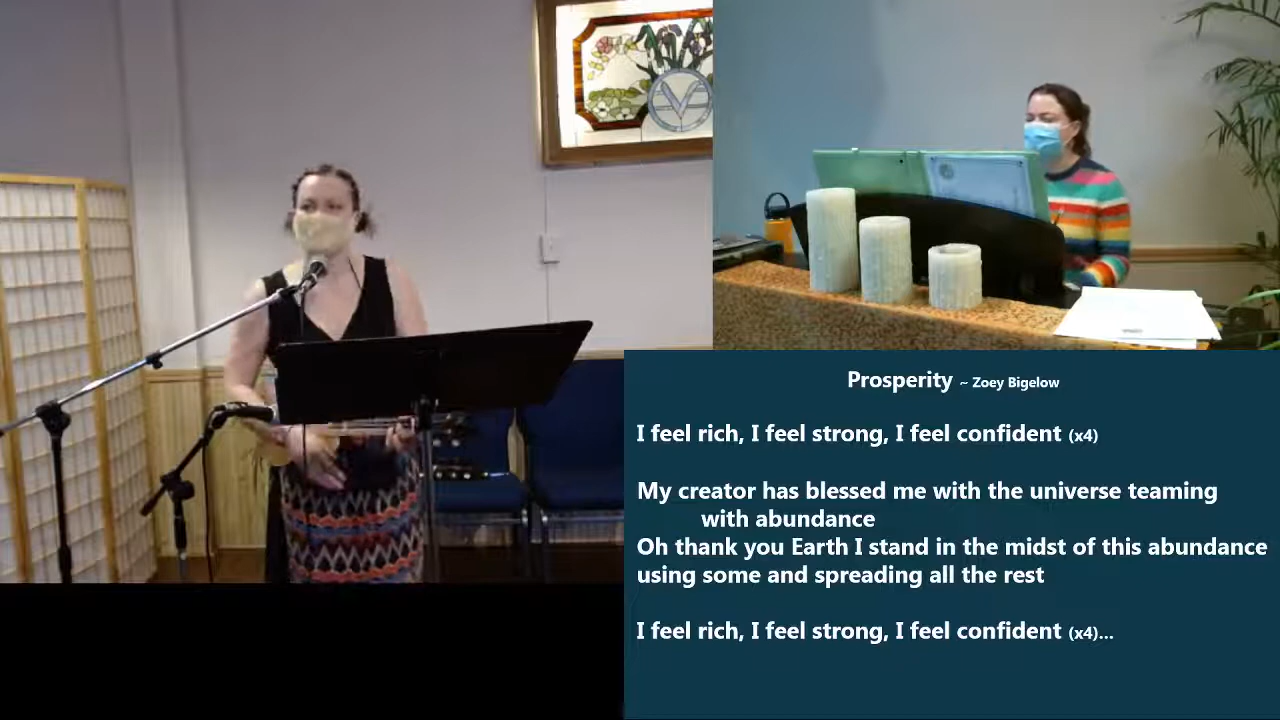 Prosperity ~ Zoey Bigelow
I feel rich, I feel strong, I feel confident (x4)
My creator has blessed me with the universe teaming
with abundance
Oh thank you Earth I stand in the midst of this abundance
using some and spreading all the rest
I feel rich, I feel strong, I feel confident (x4)...